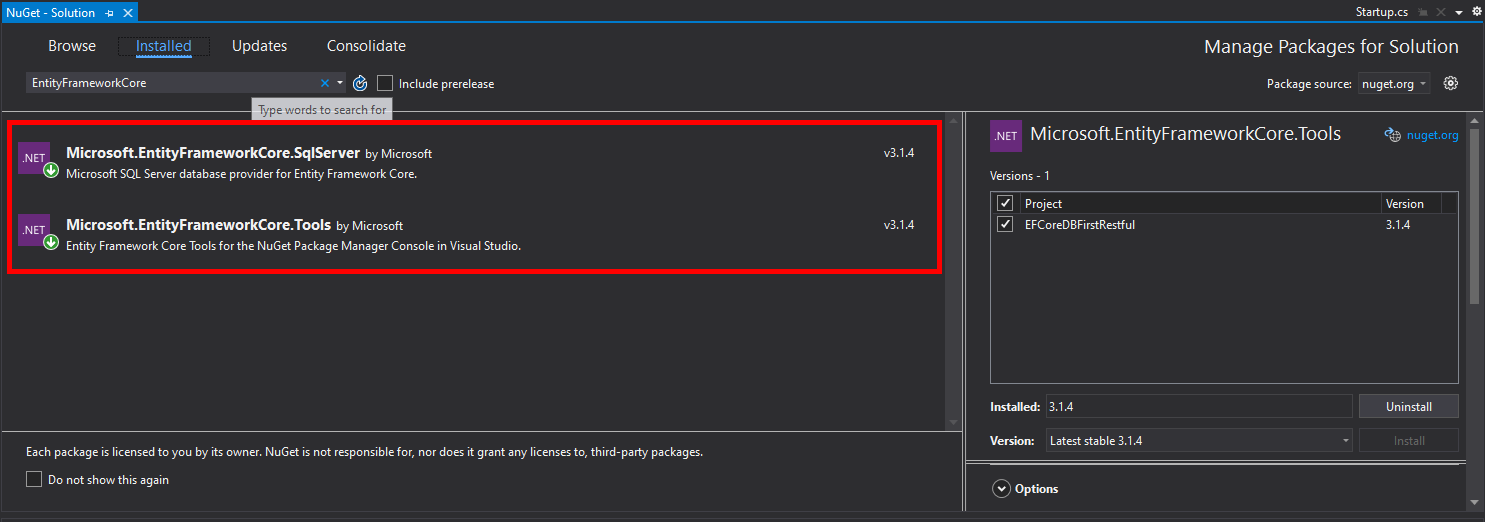 NuGet - Solution
Startup.cs
Browse Installed Updates Consolidate
Manage Packages for Solution
EntityFrameworkCore
Include prerelease
Package source: nuget.org
Type words to search for
.NET
Microsoft.EntityFrameworkCore.SqlServer by Microsoft
v3.1.4
Microsoft SQL Server database provider for Entity Framework Core.
.NET
Microsoft.EntityFrameworkCore.Tools by Microsoft
v3.1.4
Entity Framework Core Tools for the NuGet Package Manager Console in Visual Studio.
Each package is licensed to you by its owner. NuGet is not responsible for, nor does it grant any licenses to, third-party packages.
Do not show this again
.NET
Microsoft.EntityFrameworkCore.Tools
nuget.org
Versions - 1
Project Version
EFCoreDBFirstRestful 3.1.4
Installed: 3.1.4 Uninstall
Version: Latest stable 3.1.4 Install
Options